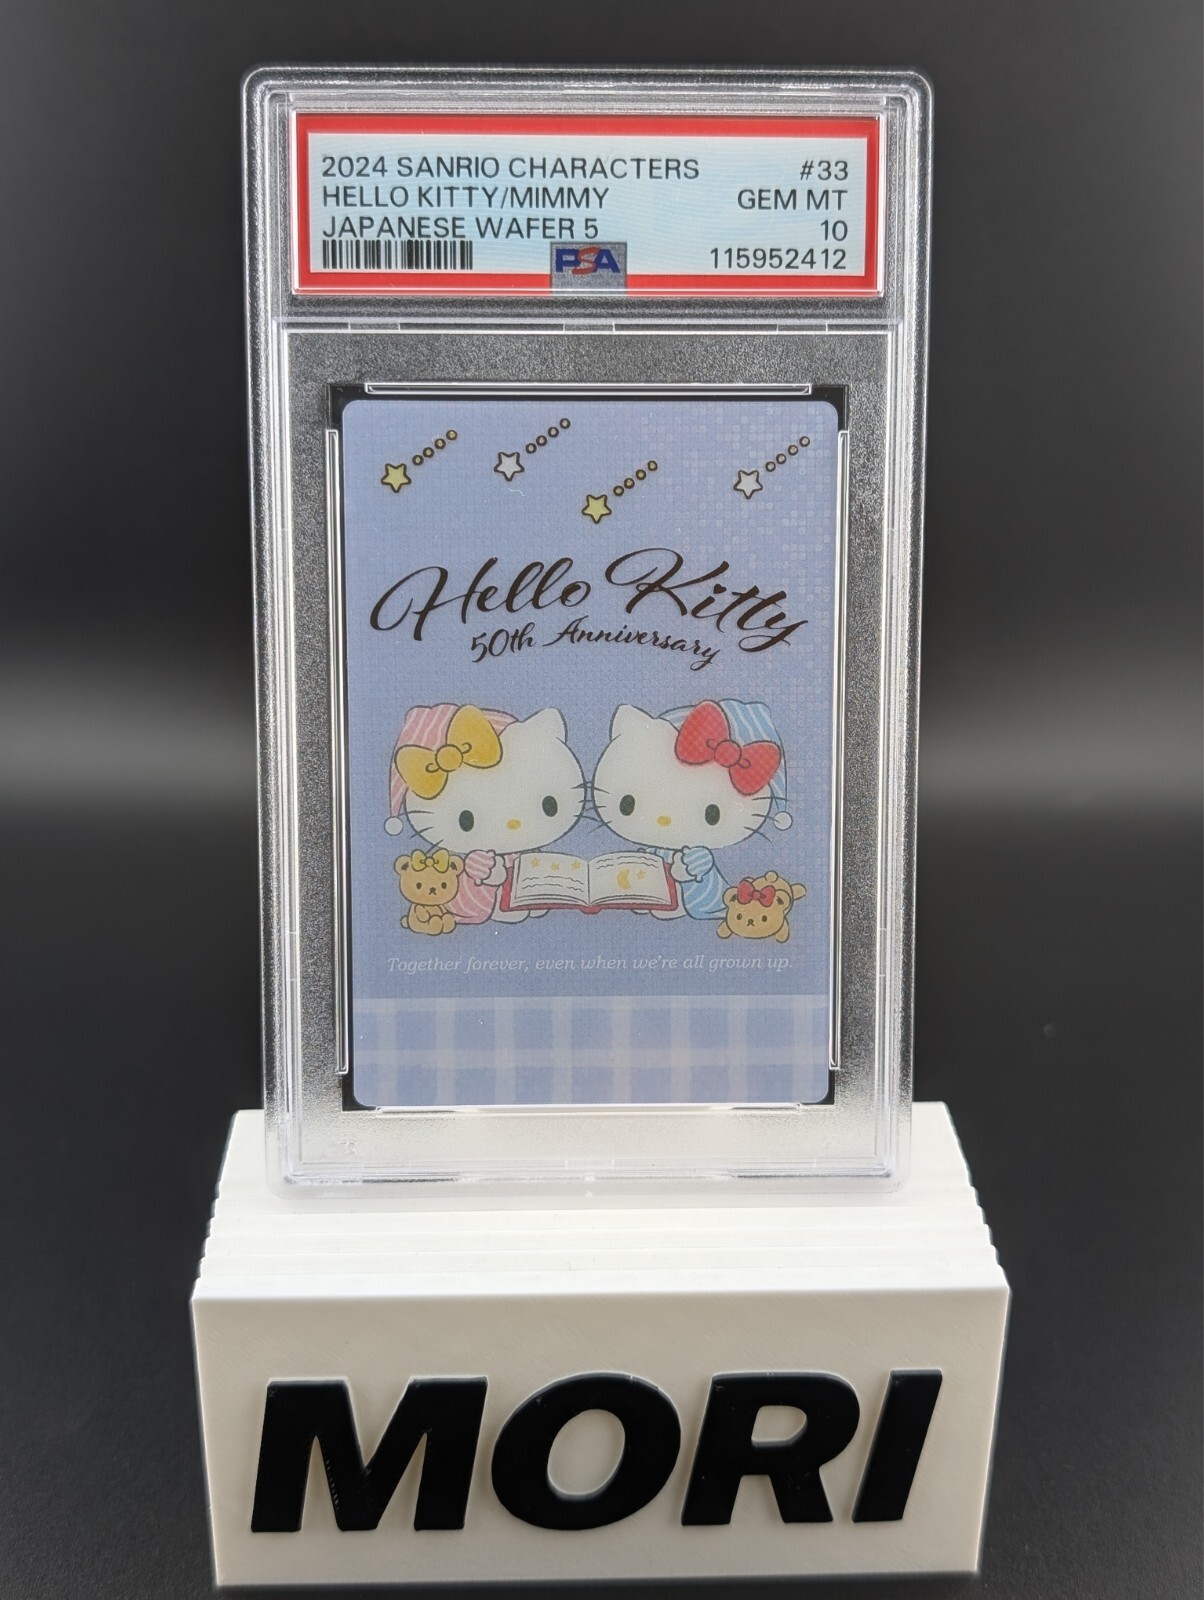 2024 SANRIO CHARACTERS #33
HELLO KITTY/MIMMY GEM MT
JAPANESE WAFER 5 10
PSA 115952412
Hello Kitty
50th Anniversary
Together forever, even when we're all grown up.
MORI